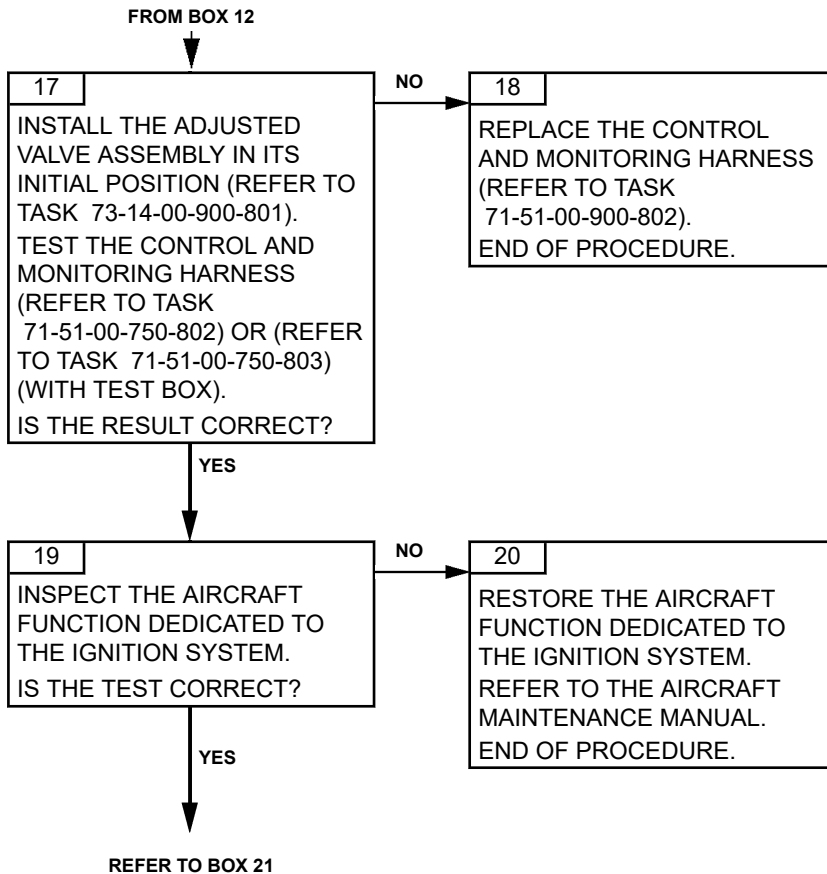 FROM BOX 12
17
INSTALL THE ADJUSTED
VALVE ASSEMBLY IN ITS
INITIAL POSITION (REFER TO
TASK 73-14-00-900-801).
TEST THE CONTROL AND
MONITORING HARNESS
(REFER TO TASK
71-51-00-750-802) OR (REFER
TO TASK 71-51-00-750-803)
(WITH TEST BOX).
IS THE RESULT CORRECT?
NO
18
REPLACE THE CONTROL
AND MONITORING HARNESS
(REFER TO TASK
71-51-00-900-802).
END OF PROCEDURE.
YES
19
INSPECT THE AIRCRAFT
FUNCTION DEDICATED TO
THE IGNITION SYSTEM.
IS THE TEST CORRECT?
NO
20
RESTORE THE AIRCRAFT
FUNCTION DEDICATED TO
THE IGNITION SYSTEM.
REFER TO THE AIRCRAFT
MAINTENANCE MANUAL.
END OF PROCEDURE.
YES
REFER TO BOX 21